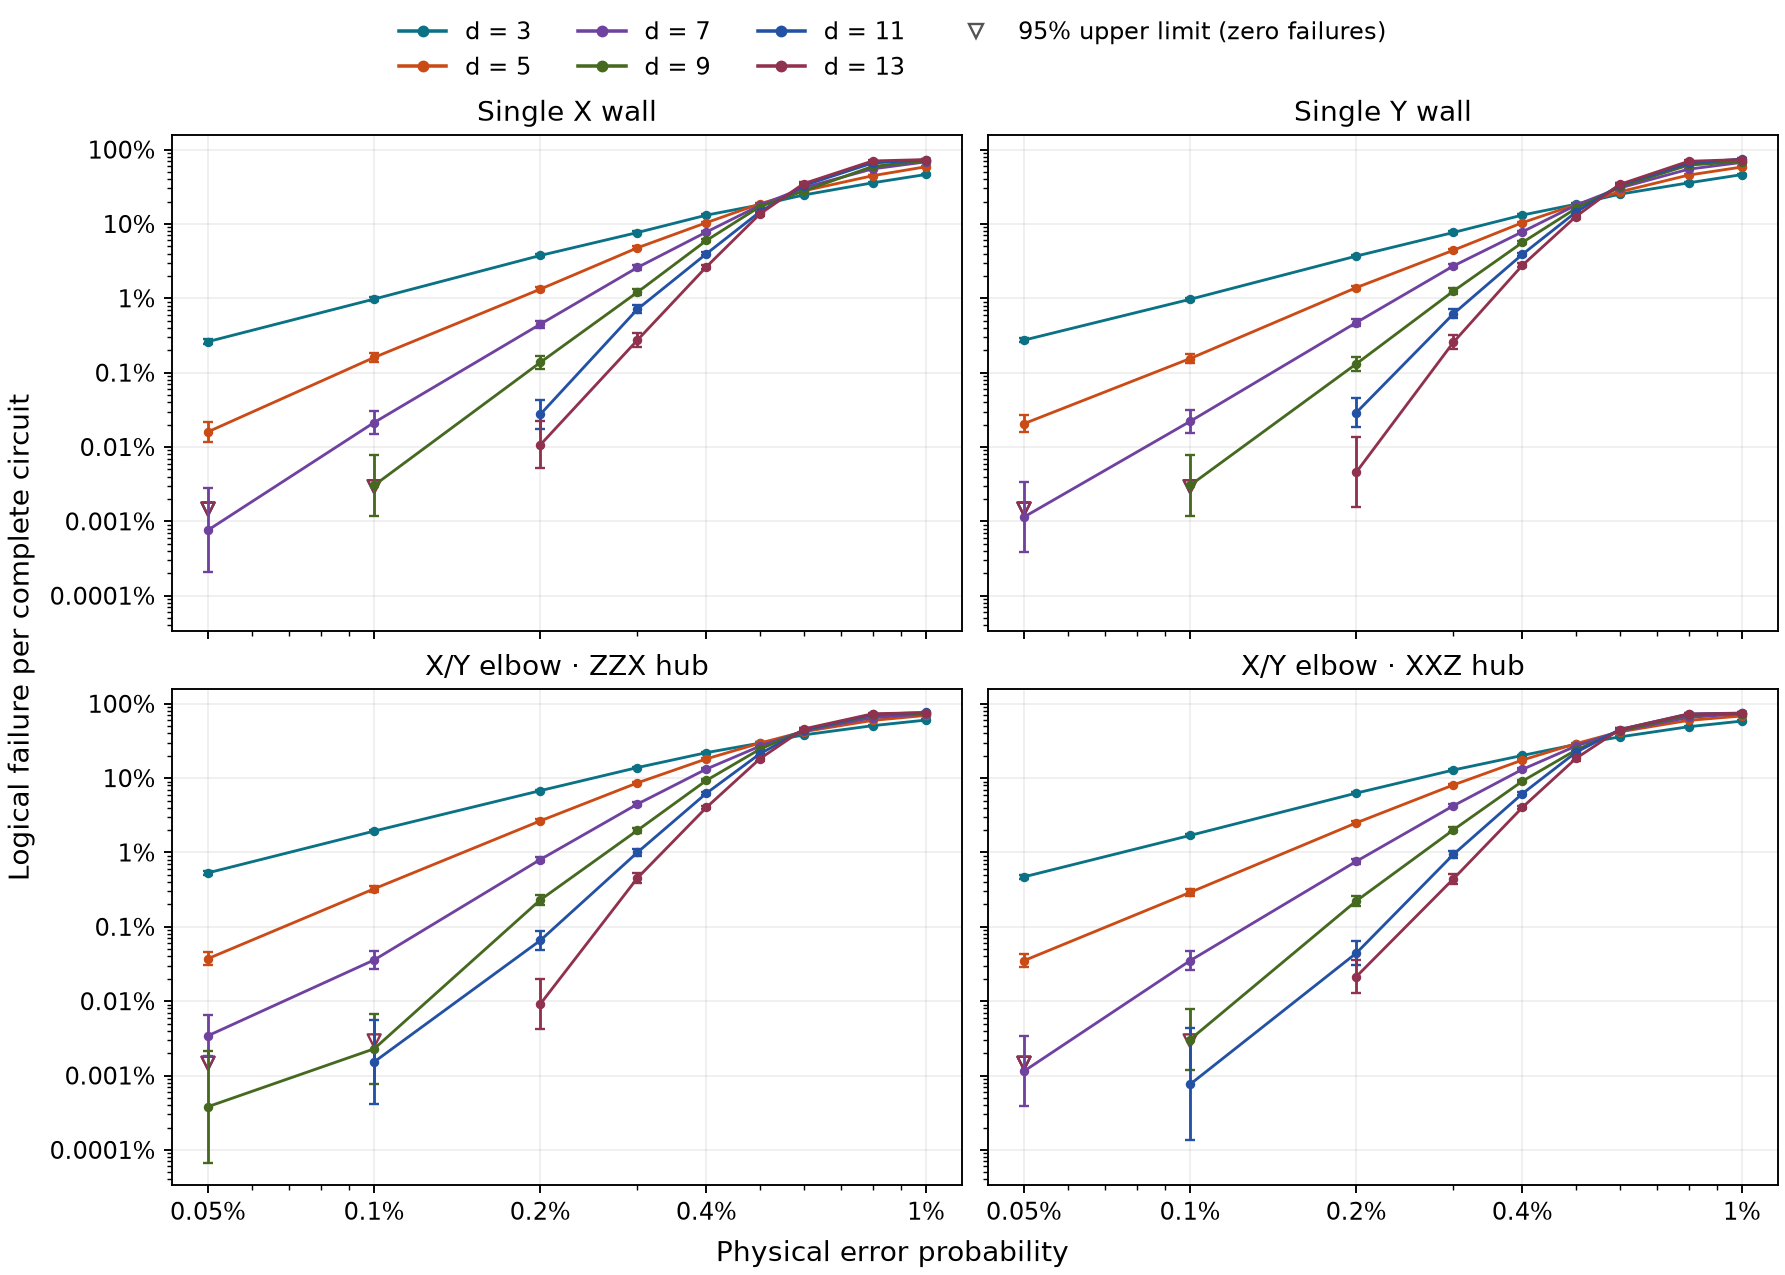 d = 3 d = 7 d = 11 95% upper limit (zero failures)
d = 5 d = 9 d = 13
Single X wall Single Y wall
100%
10%
1%
0.1%
0.01%
0.001%
0.0001%
Logical failure per complete circuit
X/Y elbow · ZZX hub X/Y elbow · XXZ hub
100%
10%
1%
0.1%
0.01%
0.001%
0.0001%
0.05% 0.1% 0.2% 0.4% 1% 0.05% 0.1% 0.2% 0.4% 1%
Physical error probability